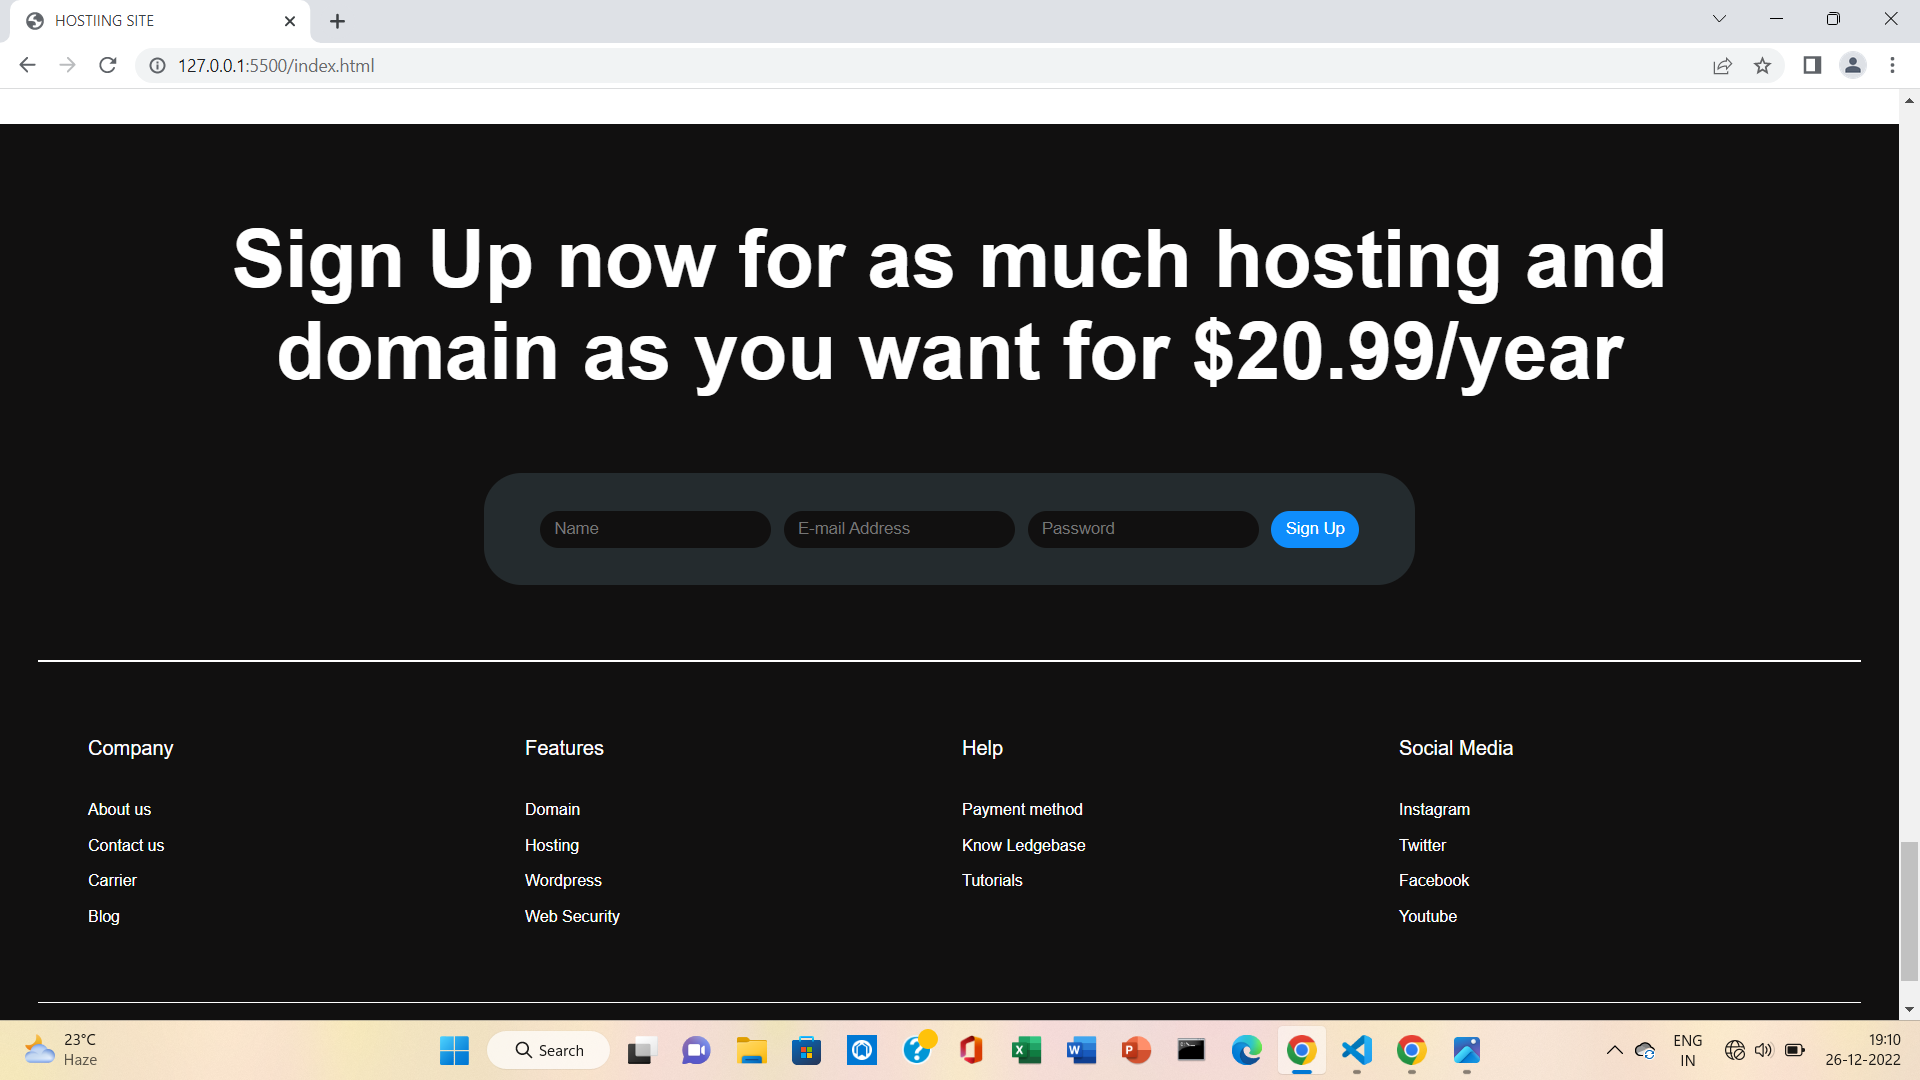 HOSTIING SITE
127.0.0.1:5500/index.html
Sign Up now for as much hosting and
domain as you want for $20.99/year
Name
E-mail Address
Password
Sign Up
Company
About us
Contact us
Carrier
Blog
Features
Domain
Hosting
Wordpress
Web Security
Help
Payment method
Know Ledgebase
Tutorials
Social Media
Instagram
Twitter
Facebook
Youtube
23°C
Haze
Search
ENG
IN
19:10
26-12-2022